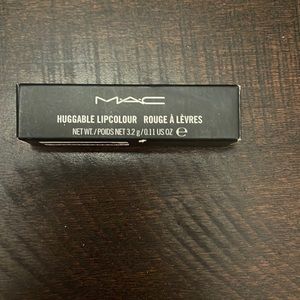 MAC
HUGGABLE LIPCOLOUR ROUGE À LÈVRES
NET WT./POIDS NET 3.2 g/0.11 US OZ ℮